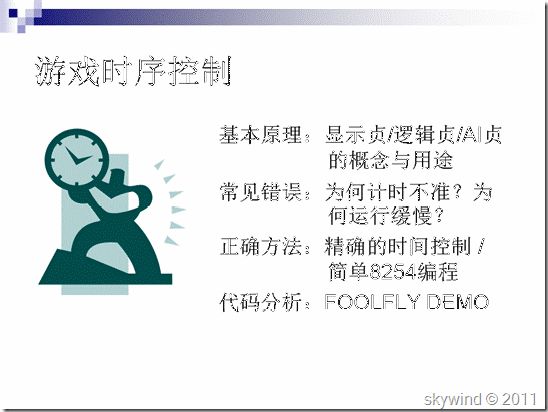 游戏时序控制
基本原理：显示贞/逻辑贞/AI贞
的概念与用途
常见错误：为何计时不准？为
何运行缓慢？
正确方法：精确的时间控制 /
简单8254编程
代码分析：FOOLFLY DEMO
skywind © 2011